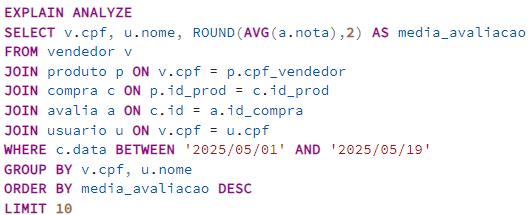 EXPLAIN ANALYZE
SELECT v.cpf, u.nome, ROUND(AVG(a.nota),2) AS media_avaliacao
FROM vendedor v
JOIN produto p ON v.cpf = p.cpf_vendedor
JOIN compra c ON p.id_prod = c.id_prod
JOIN avalia a ON c.id = a.id_compra
JOIN usuario u ON v.cpf = u.cpf
WHERE c.data BETWEEN '2025/05/01' AND '2025/05/19'
GROUP BY v.cpf, u.nome
ORDER BY media_avaliacao DESC
LIMIT 10